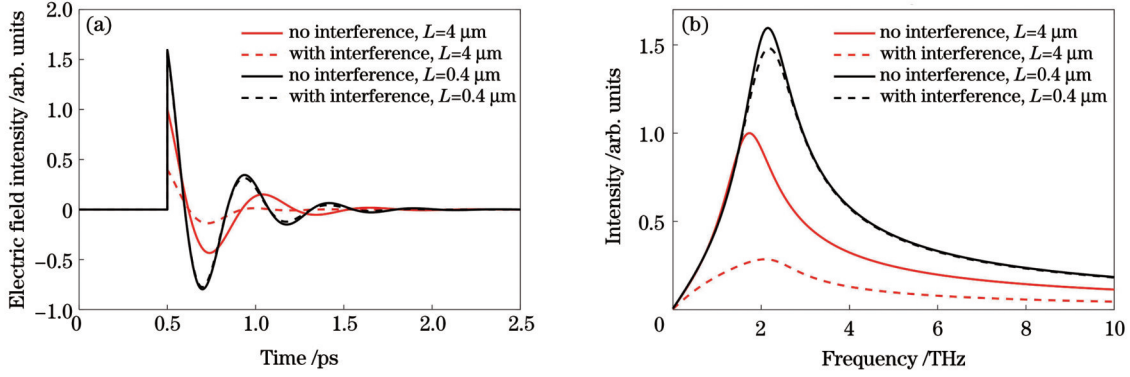 (a)
no interference, L=4 μm
with interference, L=4 μm
no interference, L=0.4 μm
with interference, L=0.4 μm
Electric field intensity /arb. units
2.0
1.5
1.0
0.5
0
−0.5
−1.0
0
0.5
1.0
1.5
2.0
2.5
Time /ps
(b)
no interference, L=4 μm
with interference, L=4 μm
no interference, L=0.4 μm
with interference, L=0.4 μm
Intensity /arb. units
1.5
1.0
0.5
0
2
4
6
8
10
Frequency /THz